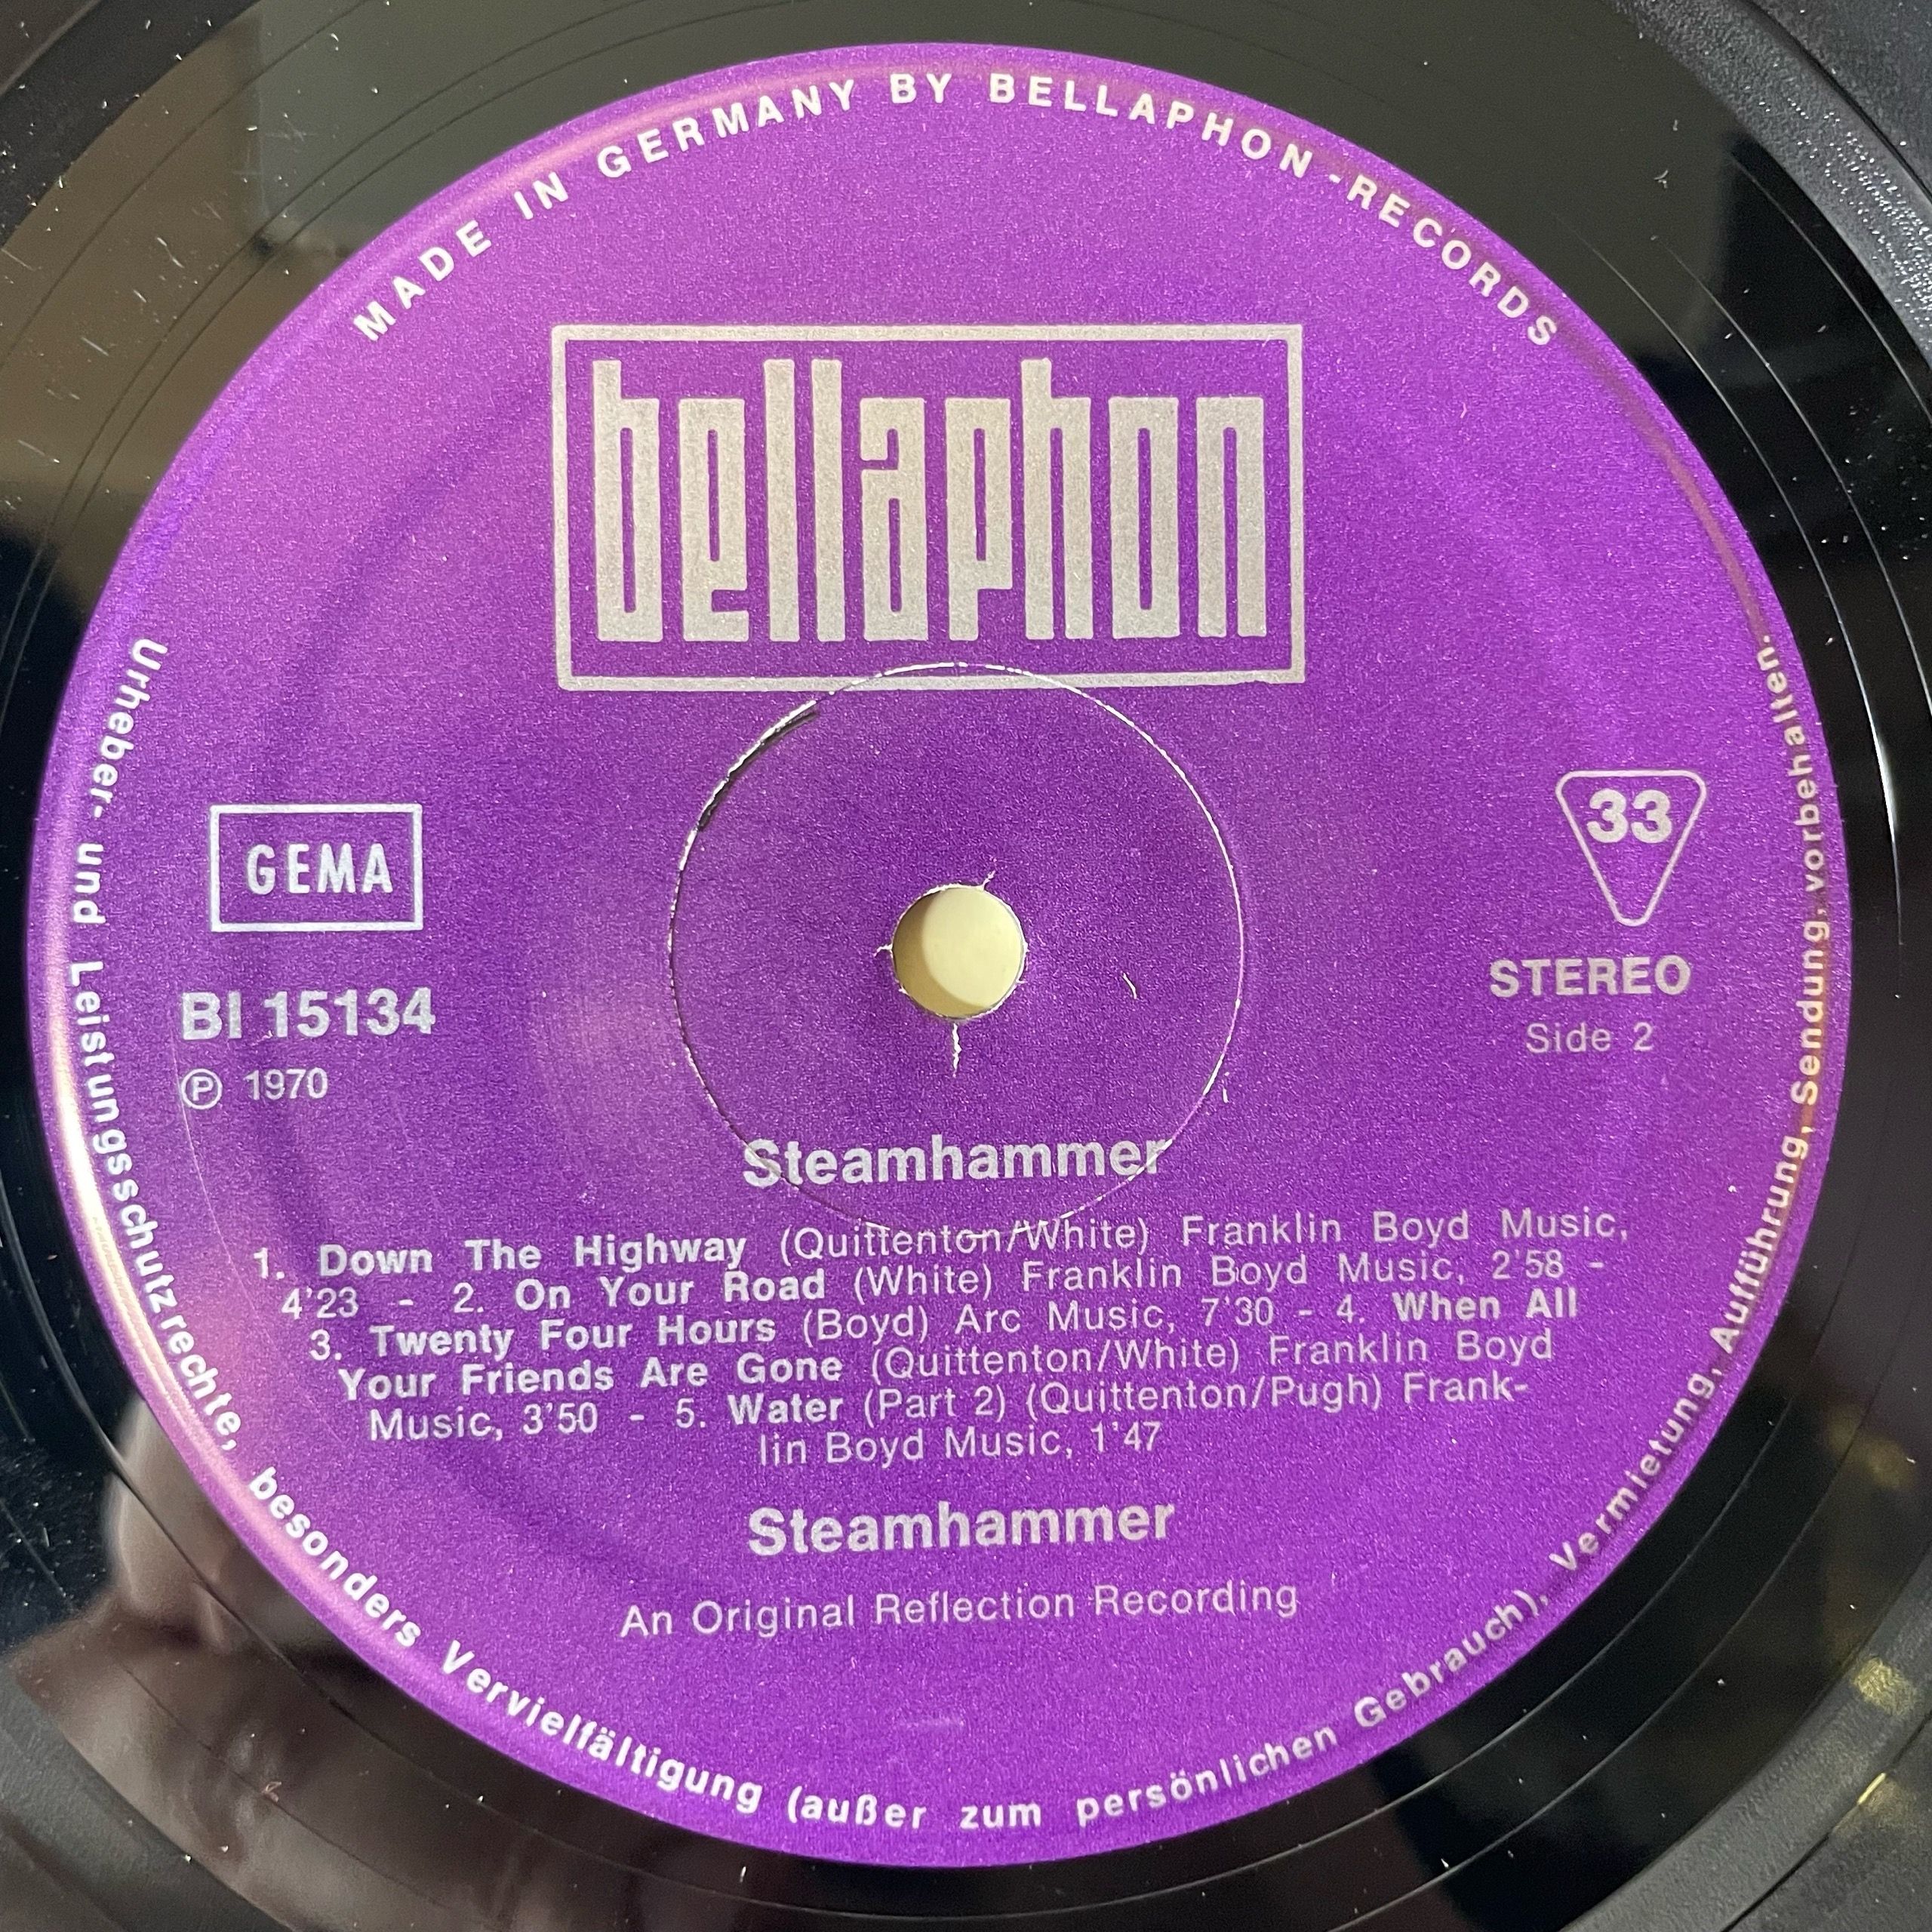 MADE IN GERMANY BY BELLAPHON-RECORDS
bellaphon
GEMA
BI 15134
Ⓟ 1970
33
STEREO
Side 2
Steamhammer
1. Down The Highway (Quittenton/White) Franklin Boyd Music,
4'23 - 2. On Your Road (White) Franklin Boyd Music, 2'58 -
3. Twenty Four Hours (Boyd) Arc Music, 7'30 - 4. When All
Your Friends Are Gone (Quittenton/White) Franklin Boyd
Music, 3'50 - 5. Water (Part 2) (Quittenton/Pugh) Frank-
lin Boyd Music, 1'47
Steamhammer
An Original Reflection Recording
Urheber- und Leistungsschutzrechte, besonders Vervielfältigung (außer zum persönlichen Gebrauch), Vermietung, Aufführung, Sendung, vorbehalten.